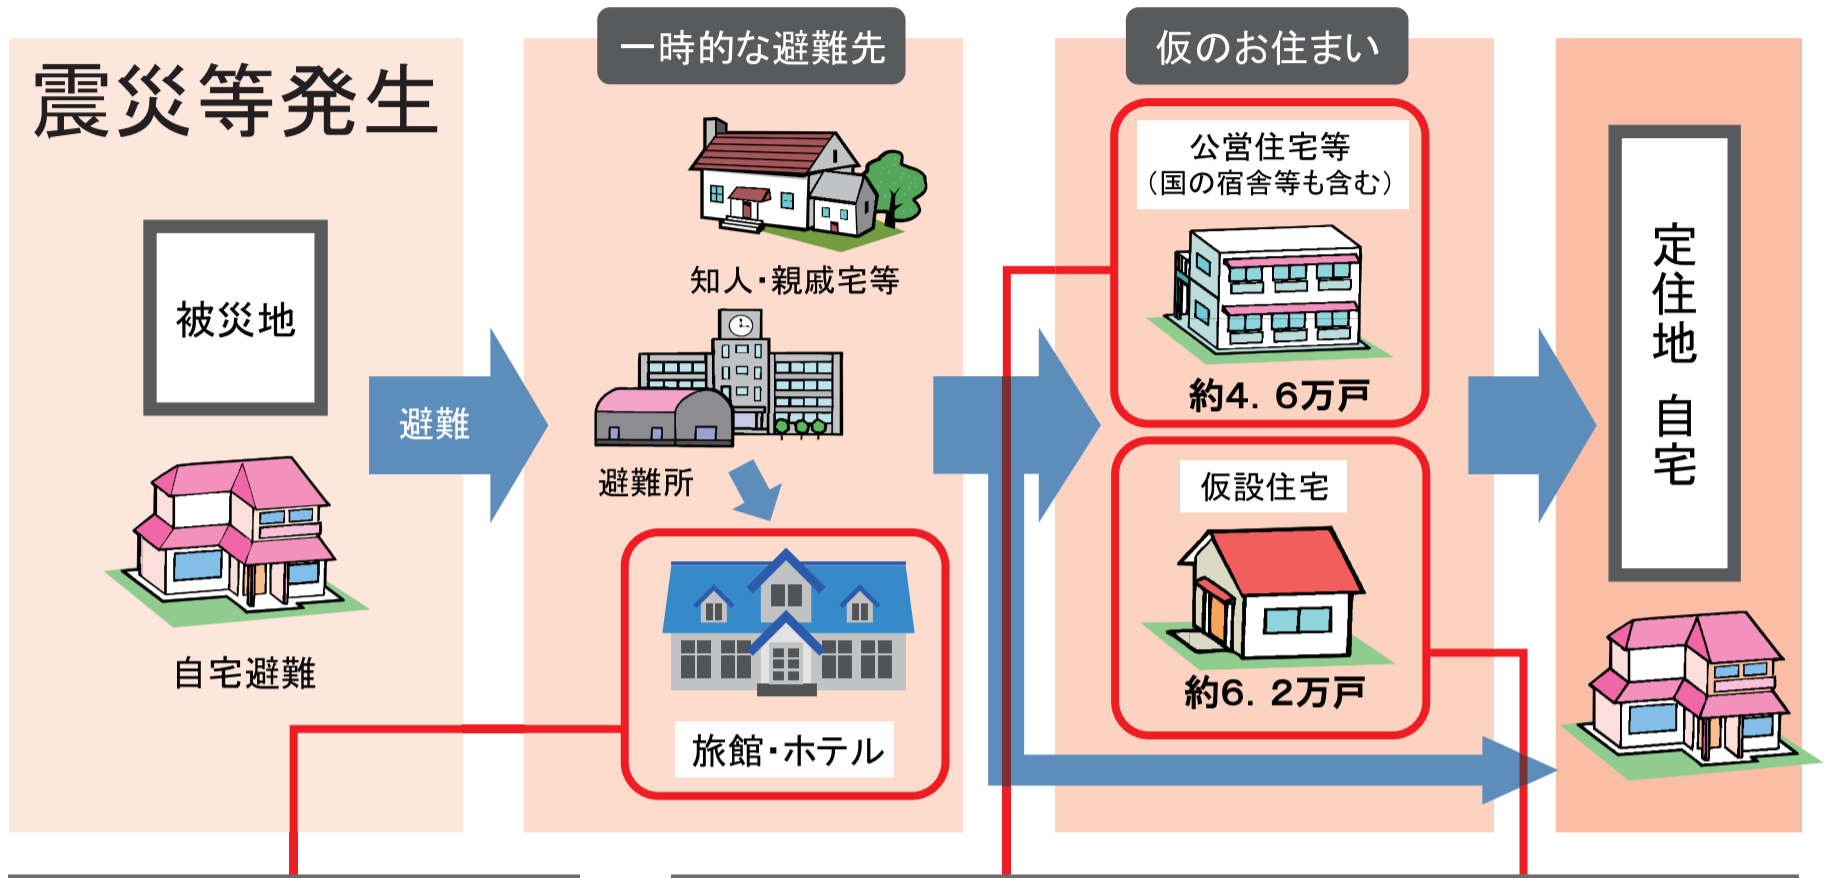 震災等発生
被災地
自宅避難
避難
一時的な避難先
知人・親戚宅等
避難所
旅館・ホテル
仮のお住まい
公営住宅等
（国の宿舎等も含む）
約4．6万戸
仮設住宅
約6．2万戸
定住地 自宅